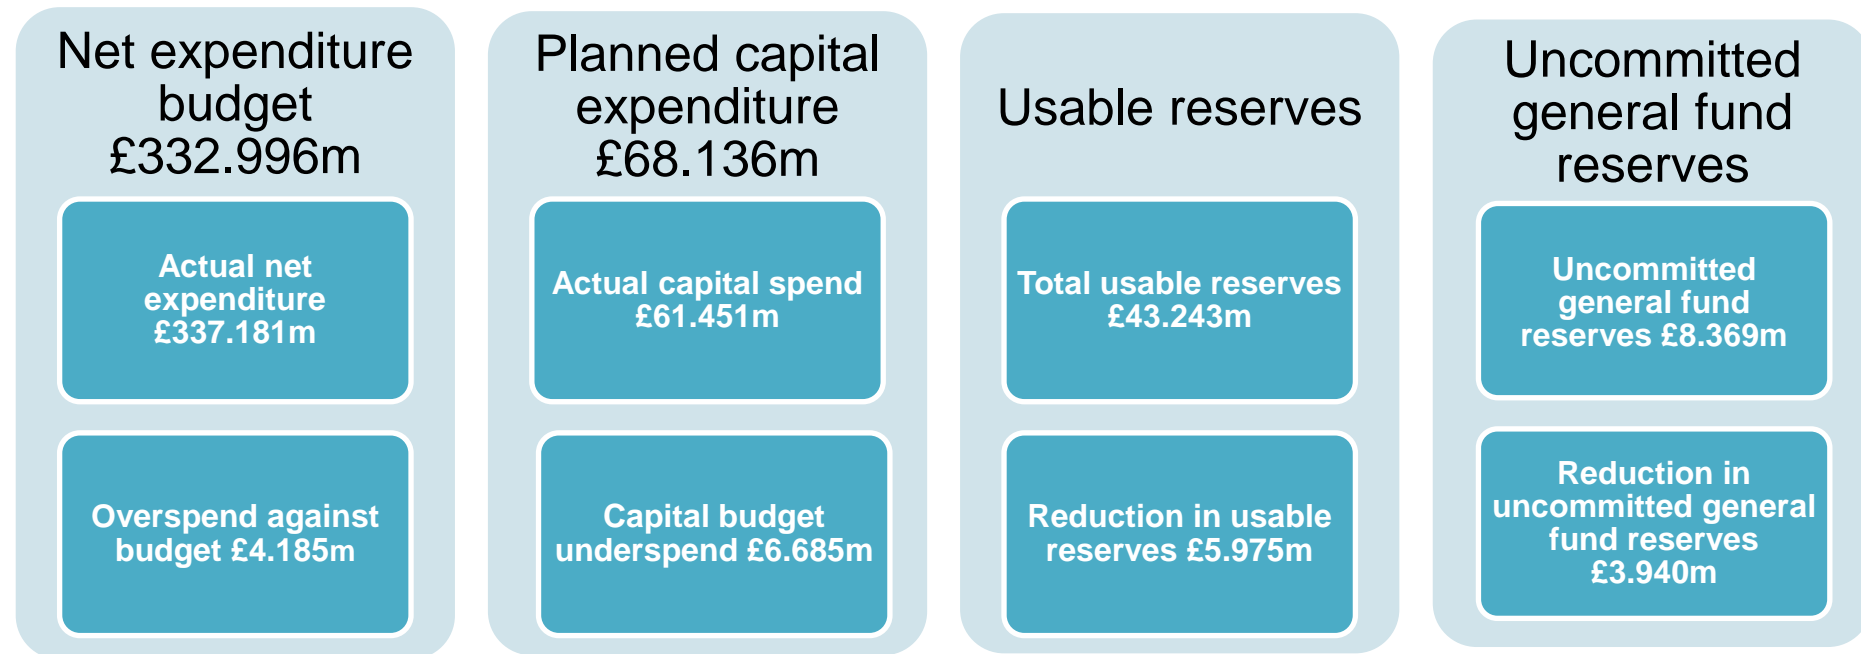 Net expenditure
budget
£332.996m
Actual net
expenditure
£337.181m
Overspend against
budget £4.185m
Planned capital
expenditure
£68.136m
Actual capital spend
£61.451m
Capital budget
underspend £6.685m
Usable reserves
Total usable reserves
£43.243m
Reduction in usable
reserves £5.975m
Uncommitted
general fund
reserves
Uncommitted
general fund
reserves £8.369m
Reduction in
uncommitted general
fund reserves
£3.940m